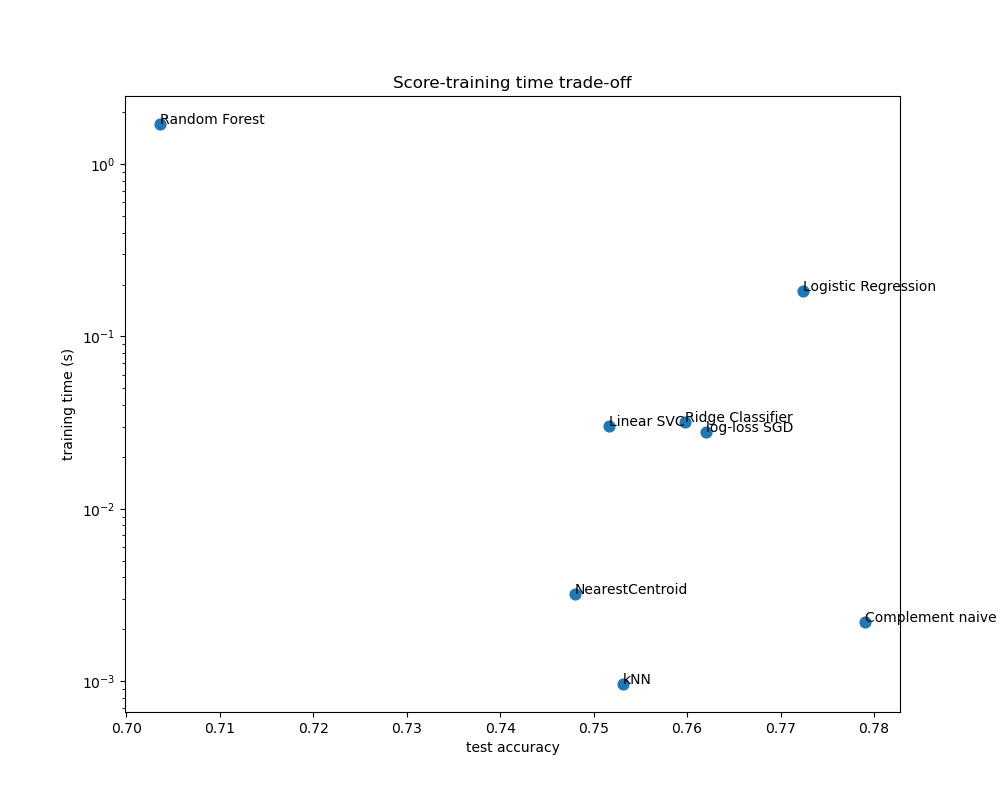 Score-training time trade-off
Random Forest
Logistic Regression
Ridge Classifier
Linear SVC
log-loss SGD
NearestCentroid
Complement naive
kNN
10⁰
10⁻¹
10⁻²
10⁻³
training time (s)
0.70 0.71 0.72 0.73 0.74 0.75 0.76 0.77 0.78
test accuracy